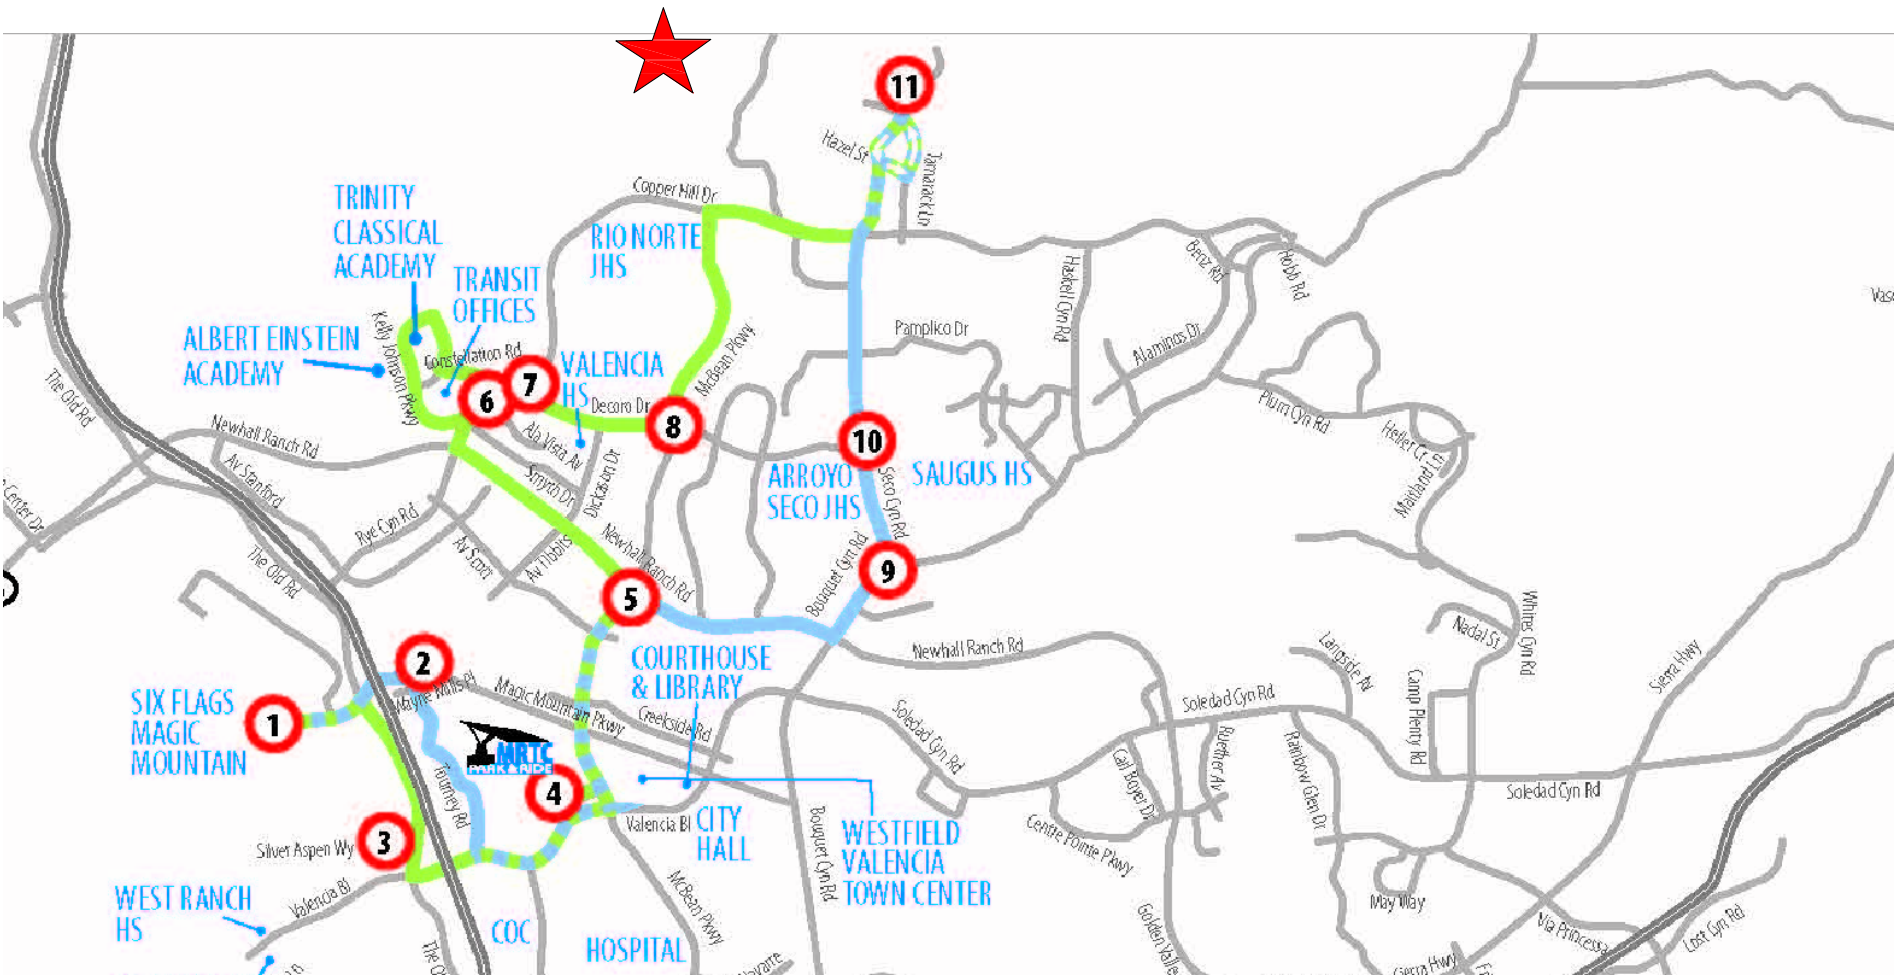 11
Hazel St
Tamarack Ln
Copper Hill Dr
TRINITY
CLASSICAL
ACADEMY
RIO NORTE
JHS
TRANSIT
OFFICES
Benz Rd
Hobb Rd
Haskell Cyn Rd
Kelly Johnson Pkwy
ALBERT EINSTEIN
ACADEMY
Constellation Rd
Pamplico Dr
Alaminos Dr
McBean Pkwy
VALENCIA
HS
6
7
8
Decoro Dr
The Old Rd
Plum Cyn Rd
Heller Cr
Maitland Ln
Newhall Ranch Rd
Ala Vista Av
10
ARROYO
SECO JHS
SAUGUS HS
Seco Cyn Rd
Av Stanford
Smyth Dr
Dickason Dr
Center Dr
Rye Cyn Rd
Av Scott
Av Tibbits
Newhall Ranch Rd
Bouquet Cyn Rd
9
The Old Rd
5
Whites Cyn Rd
Nadal St
Newhall Ranch Rd
Langside Av
Sierra Hwy
COURTHOUSE
& LIBRARY
2
Wayne Mills Pl
Magic Mountain Pkwy
Creekside Rd
Soledad Cyn Rd
Soledad Cyn Rd
Camp Plenty Rd
SIX FLAGS
MAGIC
MOUNTAIN
1
MRTC
PARK & RIDE
Tourney Rd
4
Ruether Av
Rainbow Glen Dr
Carl Boyer Dr
Soledad Cyn Rd
Valencia Bl
CITY
HALL
Bouquet Cyn Rd
WESTFIELD
VALENCIA
TOWN CENTER
Centre Pointe Pkwy
3
Silver Aspen Wy
Valencia Bl
WEST RANCH
HS
McBean Pkwy
May Way
COC
HOSPITAL
Golden Valle
Via Princessa
Lost Cyn Rd
Sierra Hwy